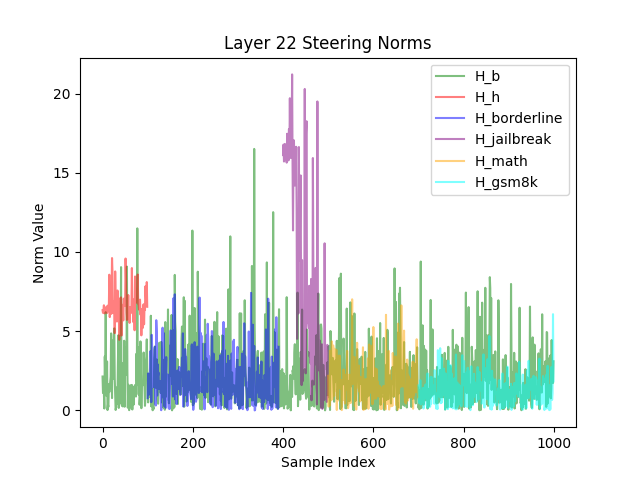 Layer 22 Steering Norms
H_b
H_h
H_borderline
H_jailbreak
H_math
H_gsm8k
Norm Value
20
15
10
5
0
0
200
400
600
800
1000
Sample Index